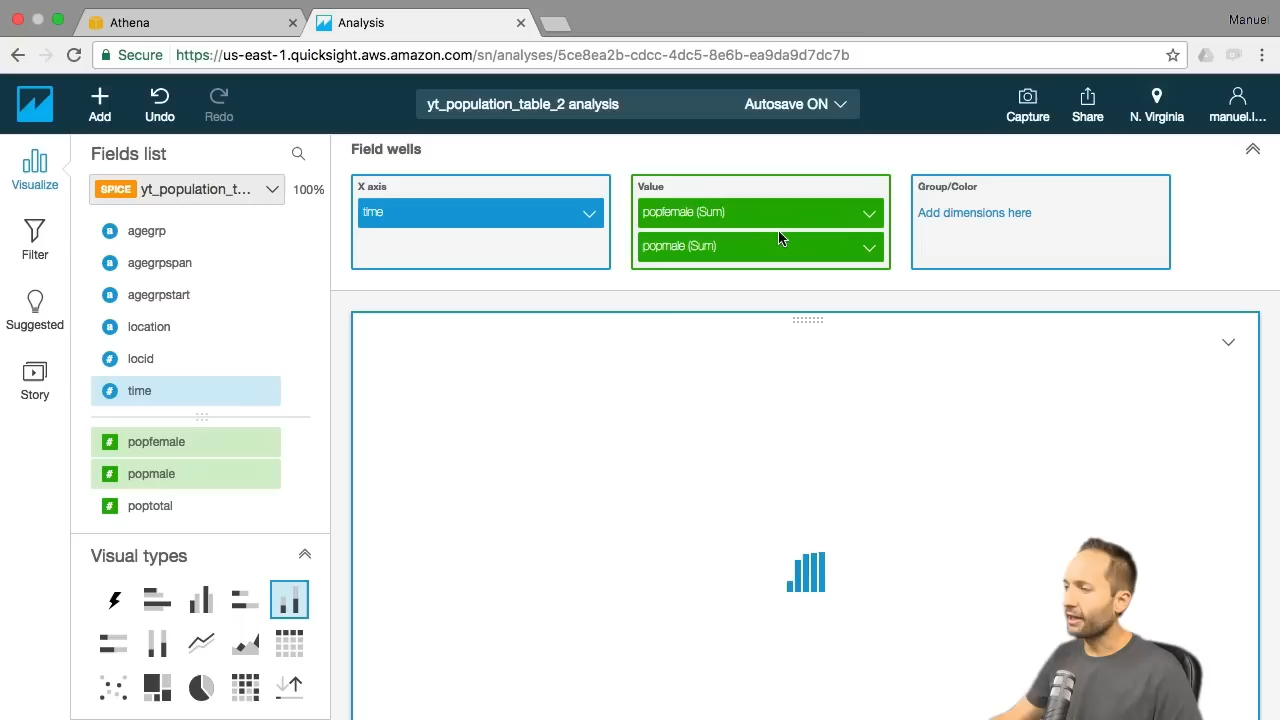 Athena
Analysis
Manuel
Secure
https://us-east-1.quicksight.aws.amazon.com/sn/analyses/5ce8ea2b-cdcc-4dc5-8e6b-ea9da9d7dc7b
Add
Undo
Redo
yt_population_table_2 analysis
Autosave ON
Capture
Share
N. Virginia
manuel.l...
Visualize
Filter
Suggested
Story
Fields list
SPICE yt_population_t...
100%
agegrp
agegrpspan
agegrpstart
location
locid
time
popfemale
popmale
poptotal
Visual types
Field wells
X axis
time
Value
popfemale (Sum)
popmale (Sum)
Group/Color
Add dimensions here